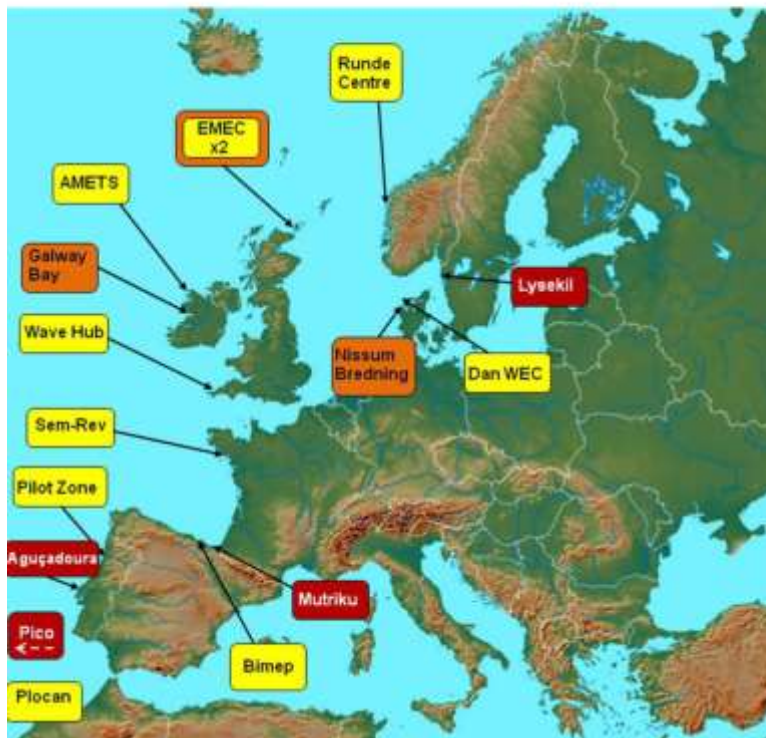 Runde
Centre
EMEC
x2
AMETS
Galway
Bay
Lysekil
Wave Hub
Nissum
Bredning
Dan WEC
Sem-Rev
Pilot Zone
Aguçadoura
Mutriku
Pico
Bimep
Plocan